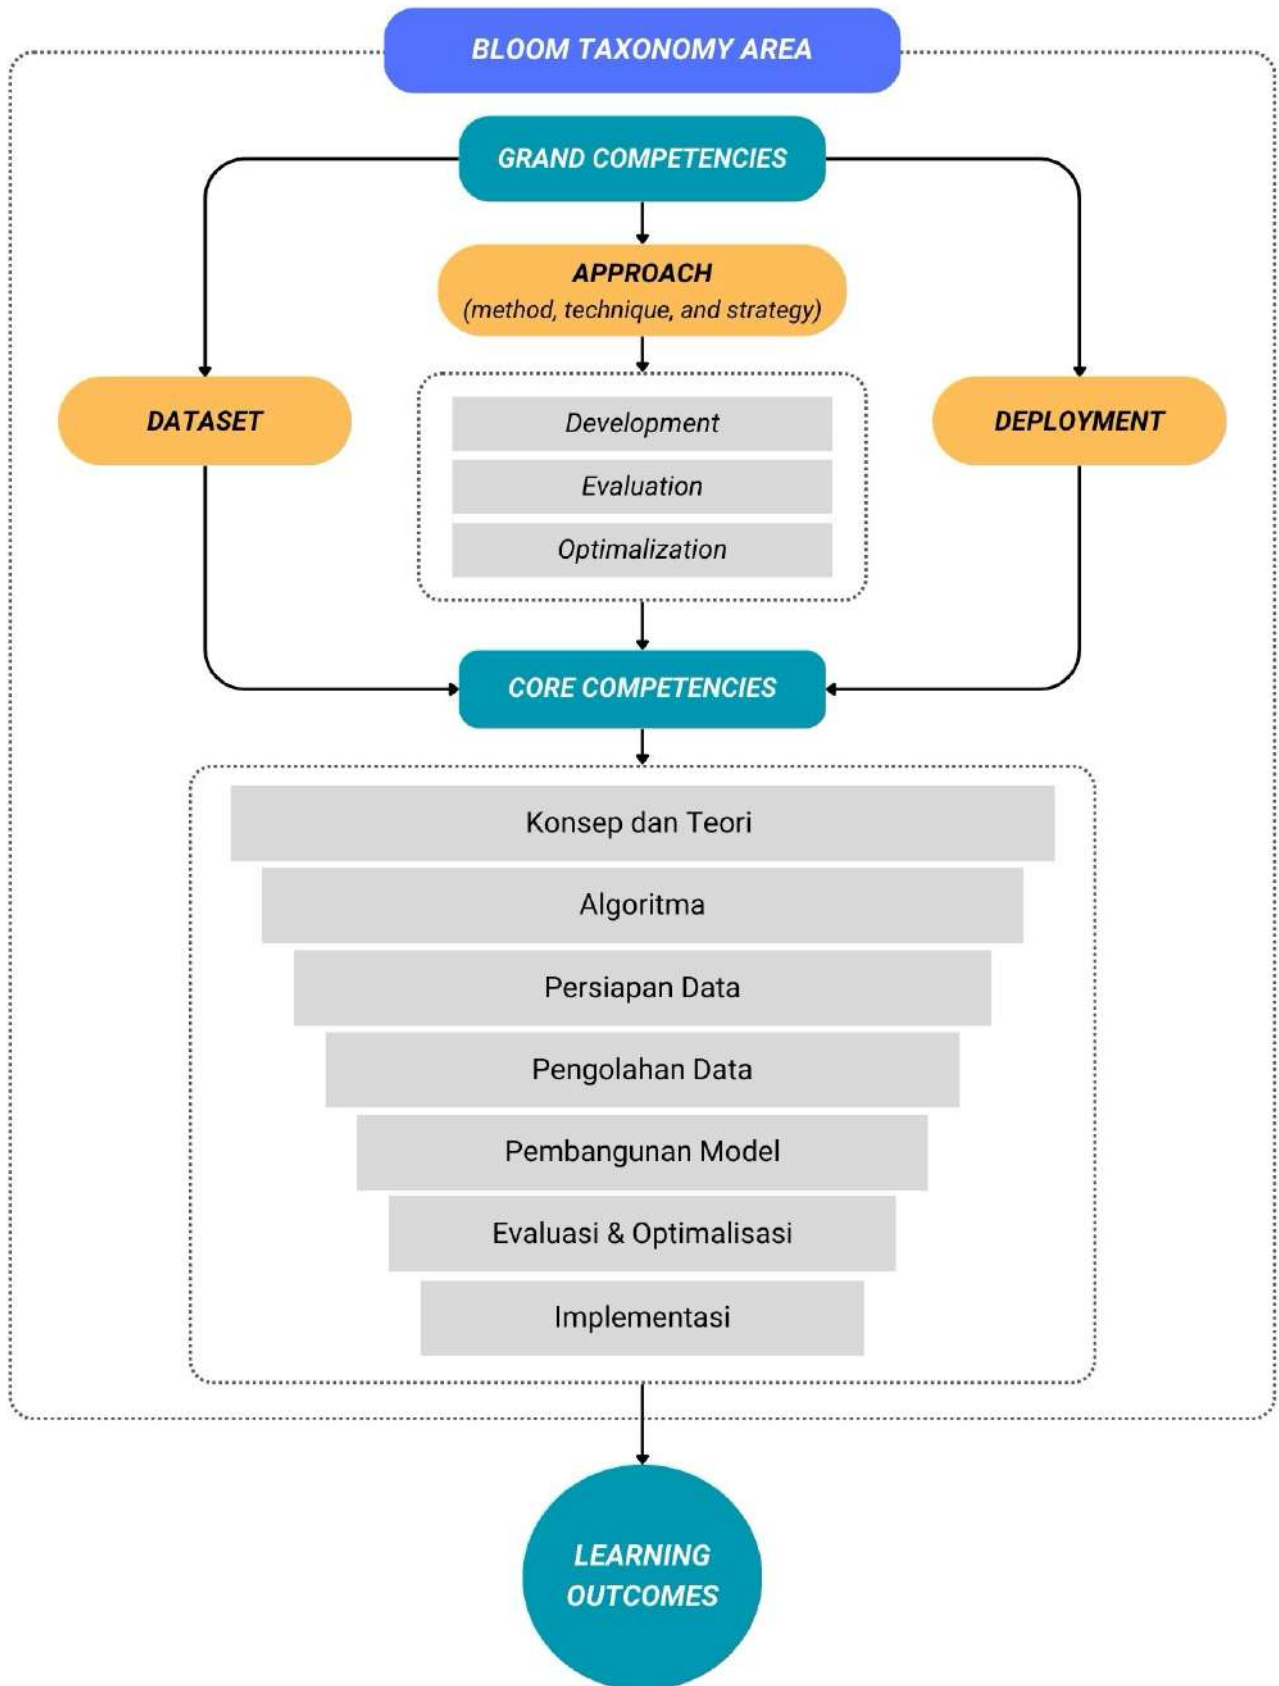 BLOOM TAXONOMY AREA
GRAND COMPETENCIES
APPROACH
(method, technique, and strategy)
DATASET
Development
Evaluation
Optimalization
DEPLOYMENT
CORE COMPETENCIES
Konsep dan Teori
Algoritma
Persiapan Data
Pengolahan Data
Pembangunan Model
Evaluasi & Optimalisasi
Implementasi
LEARNING
OUTCOMES